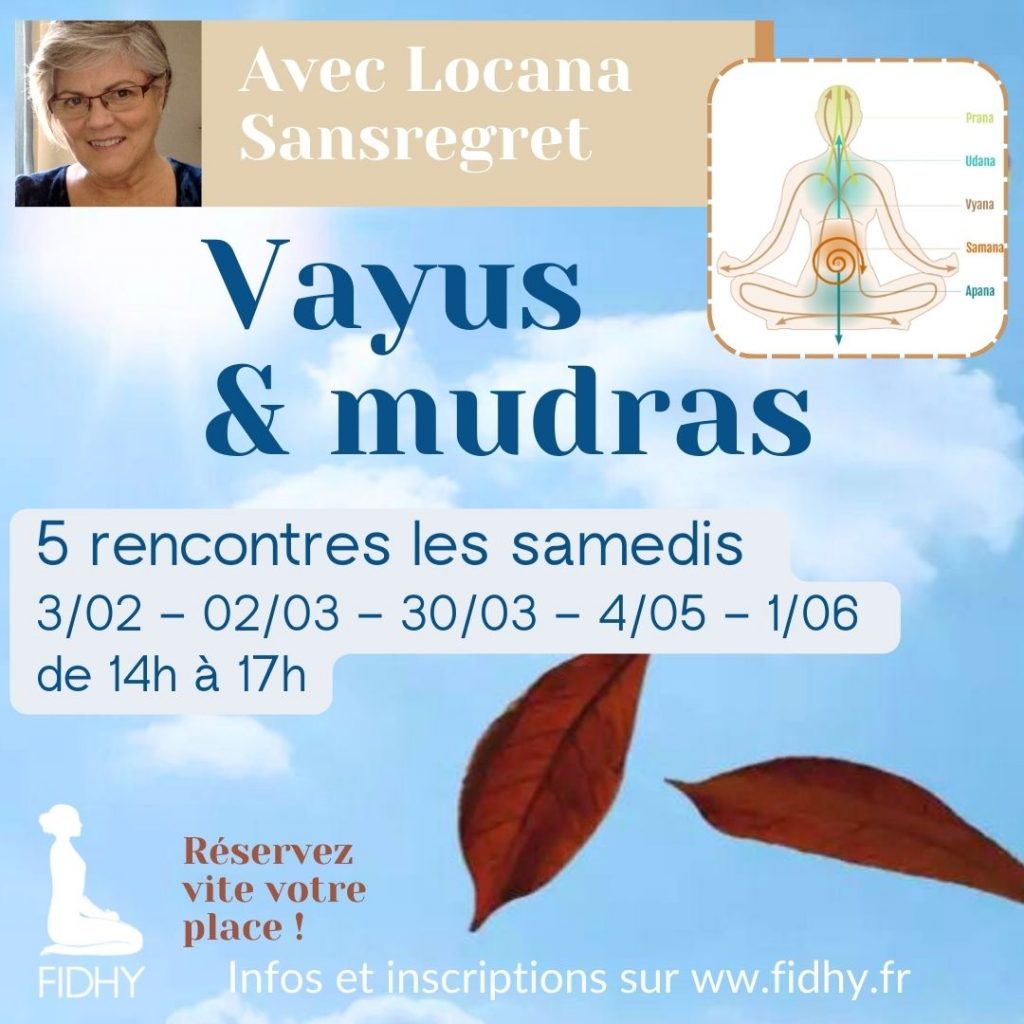 Avec Locana
Sansregret
Prana
Udana
Vyana
Samana
Apana
Vayus
& mudras
5 rencontres les samedis
3/02 – 02/03 – 30/03 – 4/05 – 1/06
de 14h à 17h
Réservez
vite votre
place !
FIDHY
Infos et inscriptions sur ww.fidhy.fr